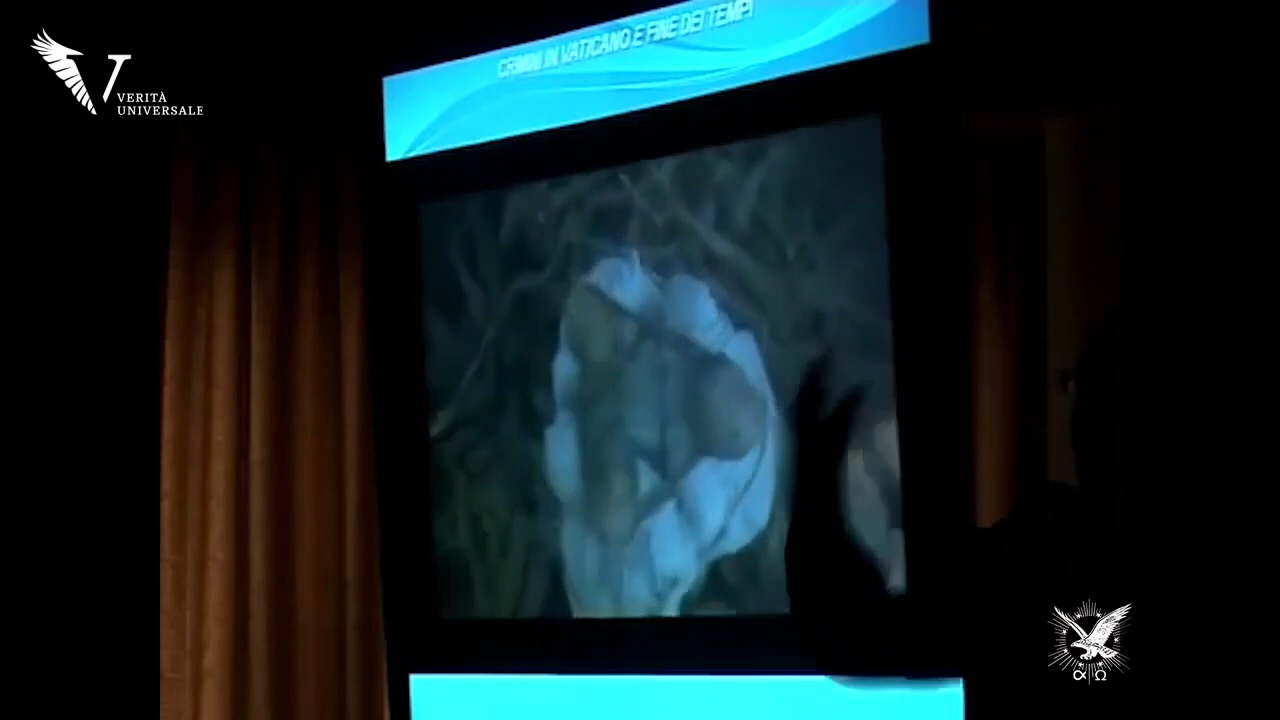 CRIMINI IN VATICANO E FINE DEI TEMPI
VERITÀ
UNIVERSALE
α Ω